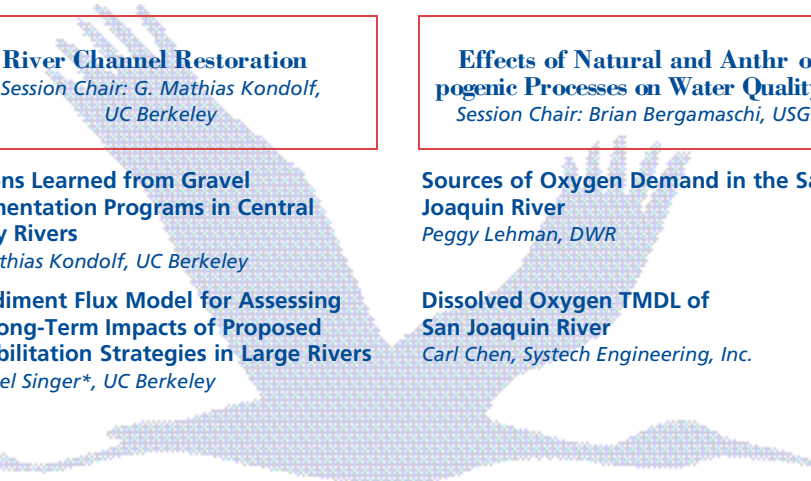 River Channel Restoration
Session Chair: G. Mathias Kondolf,
UC Berkeley
ons Learned from Gravel
mentation Programs in Central
y Rivers
thias Kondolf, UC Berkeley
diment Flux Model for Assessing
ong-Term Impacts of Proposed
bilitation Strategies in Large Rivers
el Singer*, UC Berkeley
Effects of Natural and Anthr o
pogenic Processes on Water Quality
Session Chair: Brian Bergamaschi, USG
Sources of Oxygen Demand in the Sa
Joaquin River
Peggy Lehman, DWR
Dissolved Oxygen TMDL of
San Joaquin River
Carl Chen, Systech Engineering, Inc.